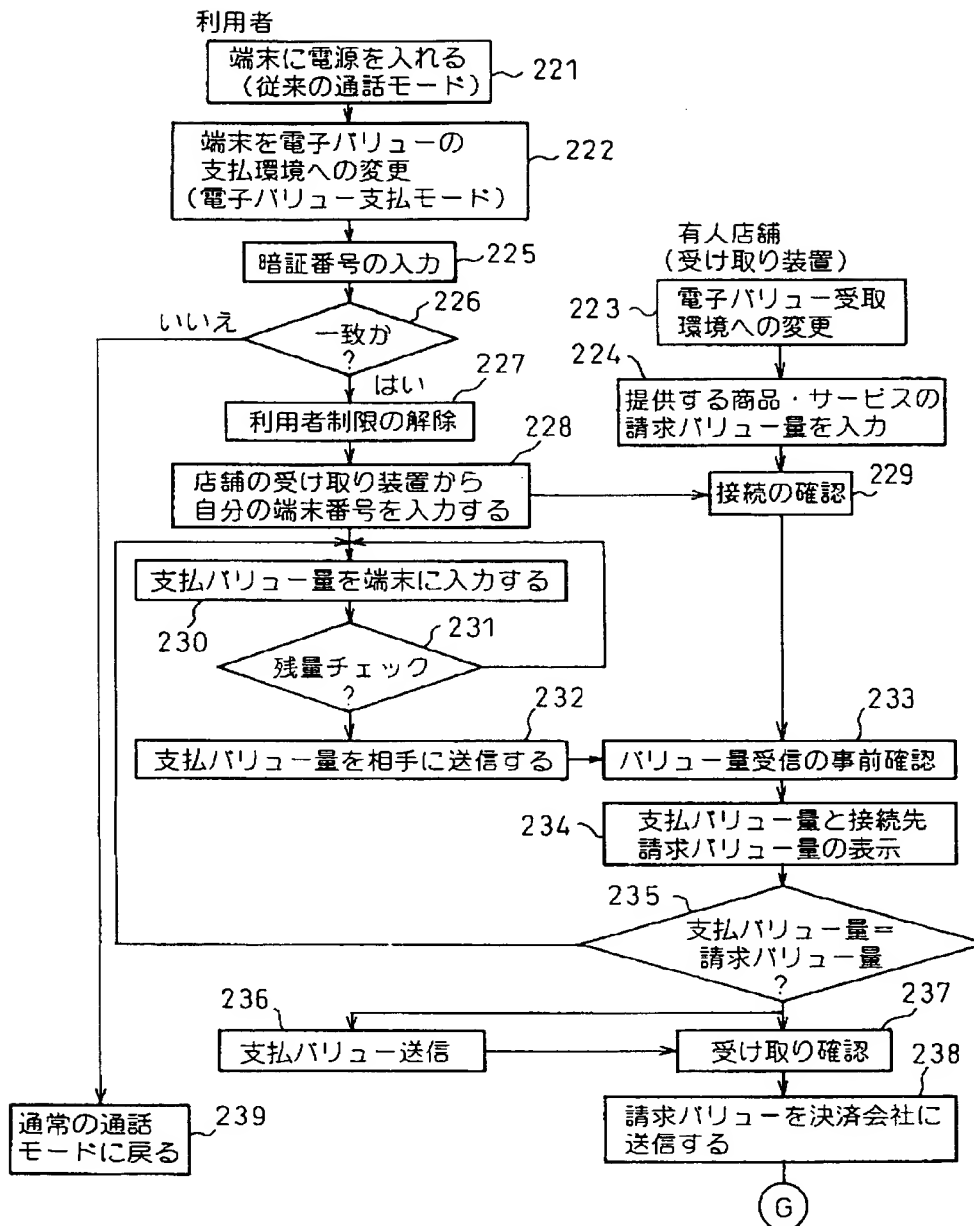 利用者
端末に電源を入れる
(従来の通話モード)
221
端末を電子バリューの
支払環境への変更
(電子バリュー支払モード)
222
暗証番号の入力
225
226
いいえ
一致か
?
はい
227
利用者制限の解除
228
店舗の受け取り装置から
自分の端末番号を入力する
有人店舗
(受け取り装置)
223
電子バリュー受取
環境への変更
224
提供する商品・サービスの
請求バリュー量を入力
接続の確認
229
支払バリュー量を端末に入力する
230
231
残量チェック
?
232
支払バリュー量を相手に送信する
233
バリュー量受信の事前確認
234
支払バリュー量と接続先
請求バリュー量の表示
235
支払バリュー量=
請求バリュー量
?
236
支払バリュー送信
237
受け取り確認
238
請求バリューを決済会社に
送信する
通常の通話
モードに戻る
239
G